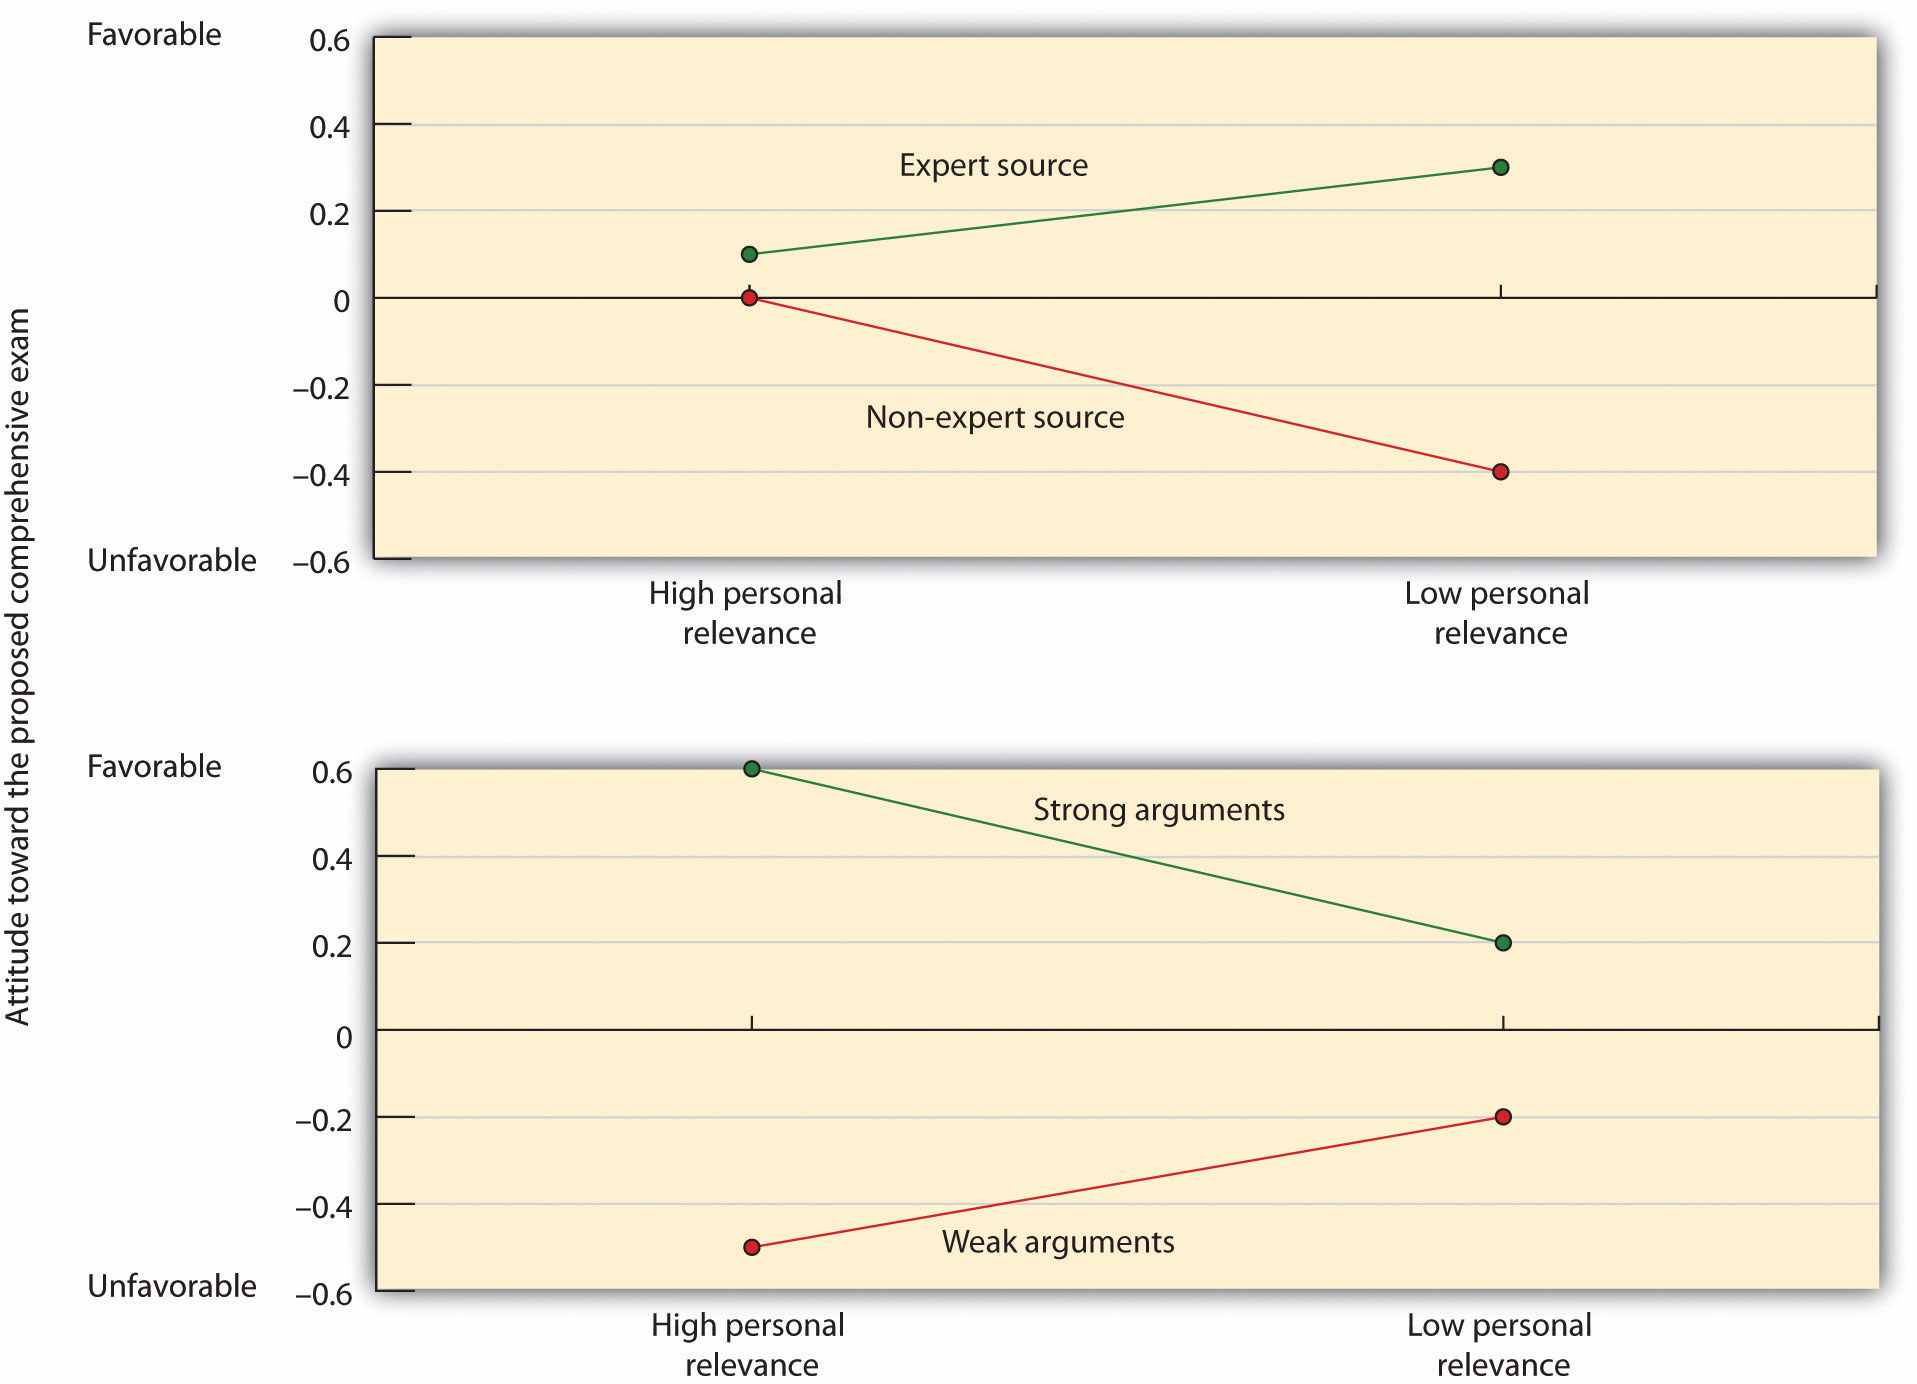 Attitude toward the proposed comprehensive exam
Favorable
0.6
0.4
0.2
0
–0.2
–0.4
–0.6
Unfavorable
Expert source
Non-expert source
High personal
relevance
Low personal
relevance
Favorable
0.6
0.4
0.2
0
–0.2
–0.4
–0.6
Unfavorable
Strong arguments
Weak arguments
High personal
relevance
Low personal
relevance